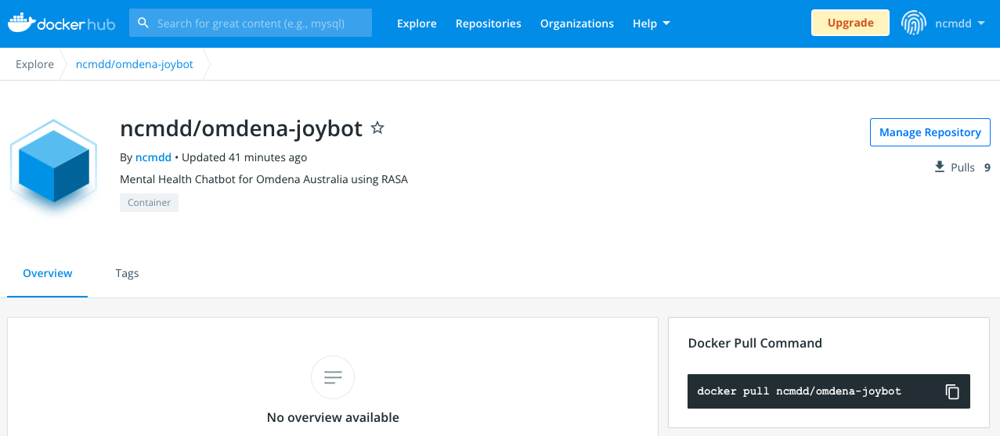 dockerhub Search for great content (e.g., mysql) Explore Repositories Organizations Help Upgrade ncmdd
Explore ncmdd/omdena-joybot
ncmdd/omdena-joybot
Manage Repository
By ncmdd • Updated 41 minutes ago
Pulls 9
Mental Health Chatbot for Omdena Australia using RASA
Container
Overview Tags
Docker Pull Command
docker pull ncmdd/omdena-joybot
No overview available